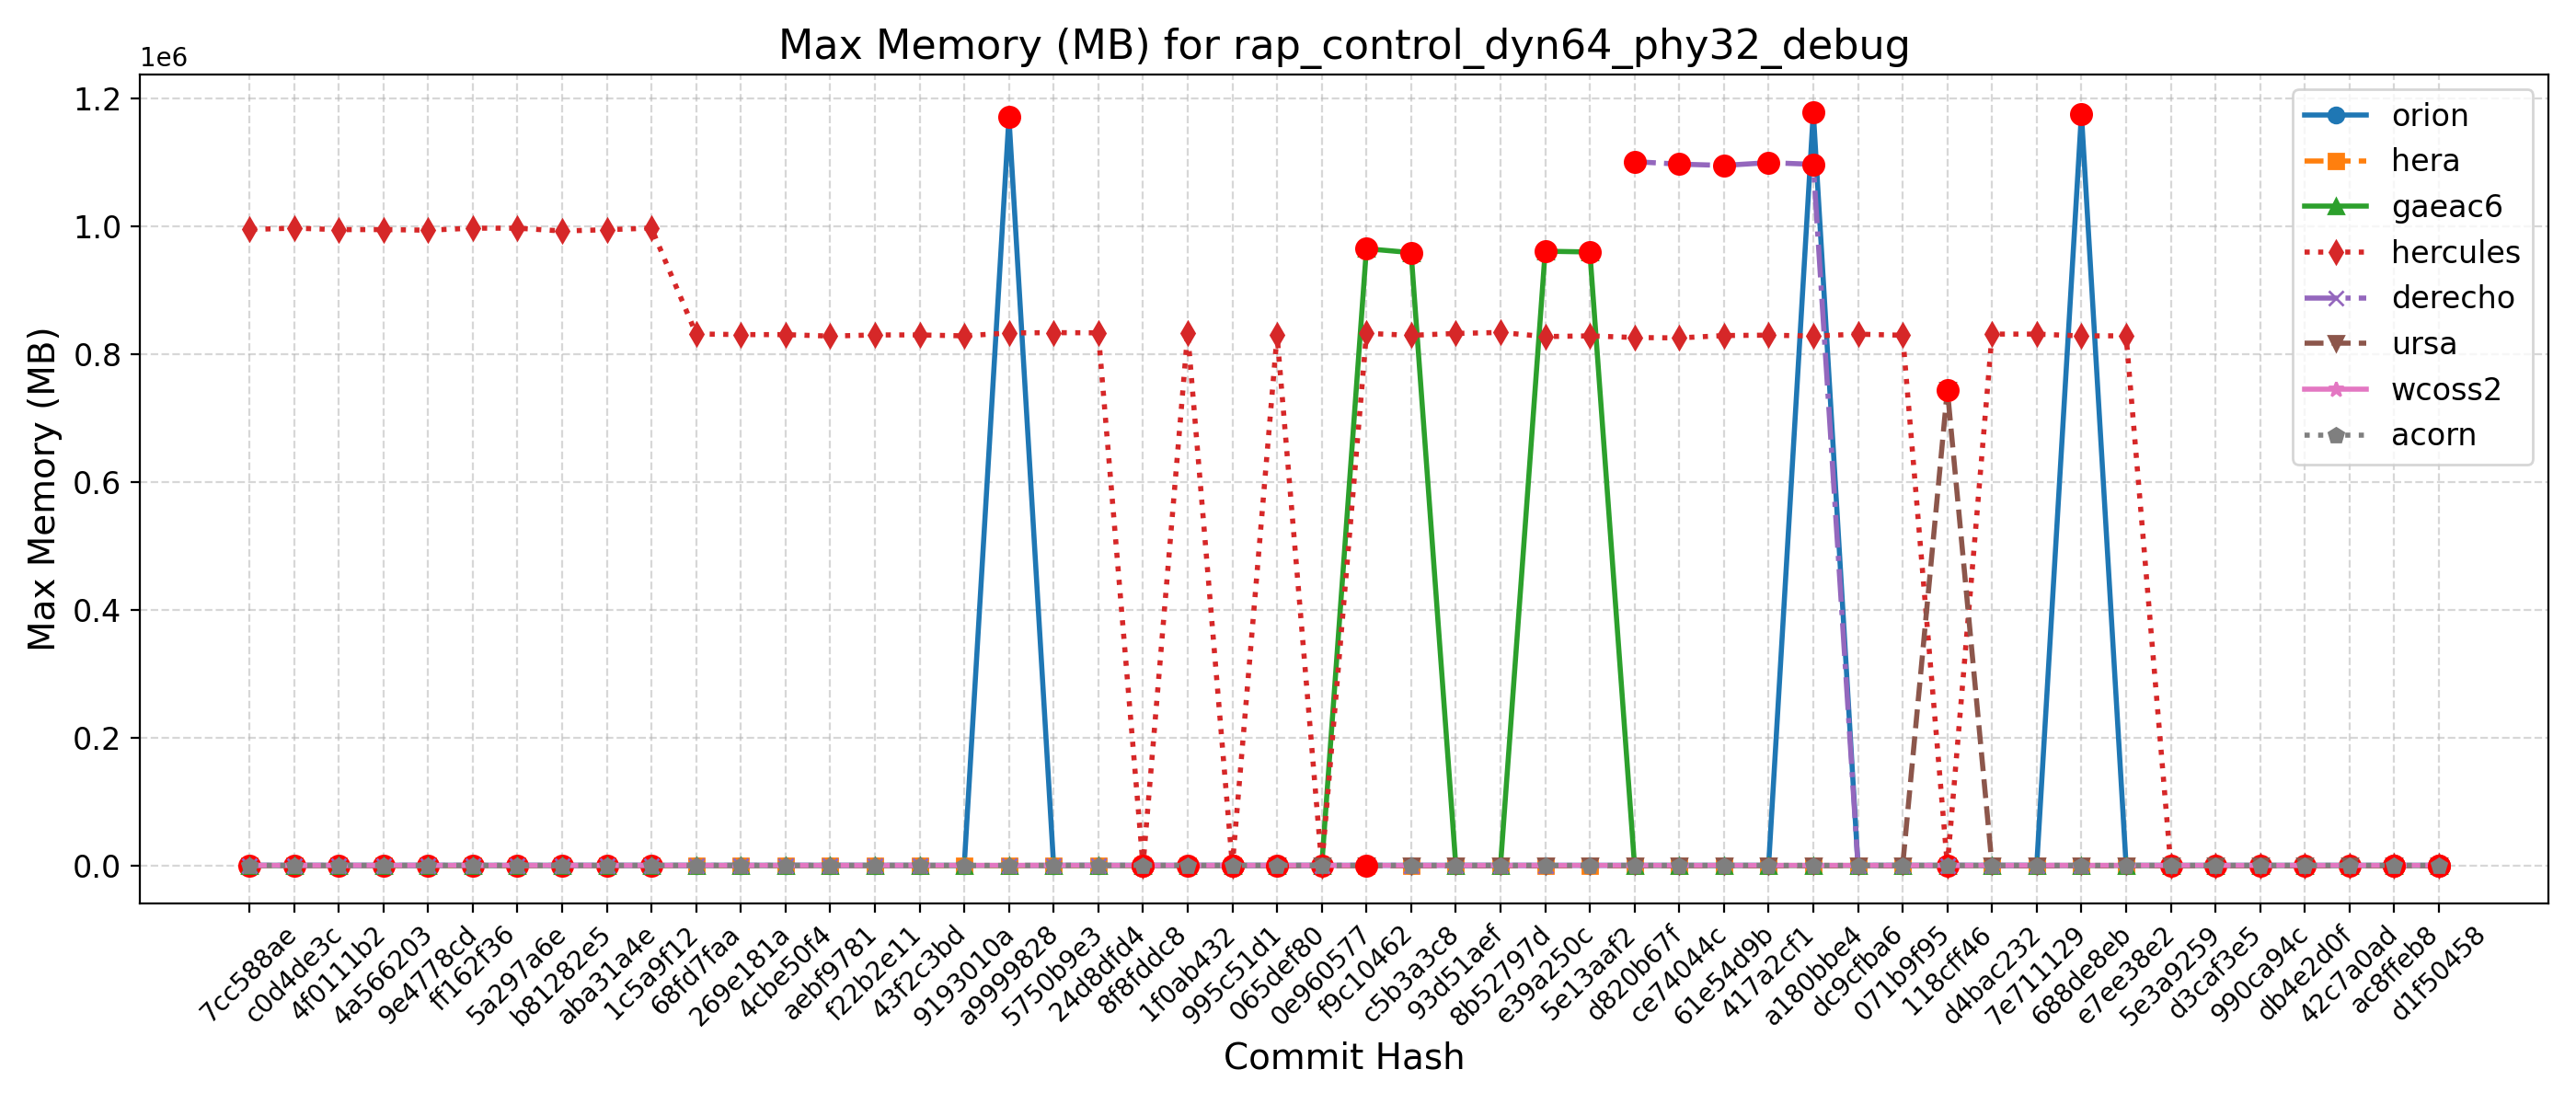 Max Memory (MB) for rap_control_dyn64_phy32_debug
1e6
1.2
1.0
0.8
0.6
0.4
0.2
0.0
Max Memory (MB)
orion
hera
gaeac6
hercules
derecho
ursa
wcoss2
acorn
7cc588ae
c0d4de3c
4f0111b2
4a566203
9e4778cd
ff162f36
5a297a6e
b81282e5
aba31a4e
1c5a9f12
68fd7faa
269e181a
4cbe50f4
aebf9781
f22b2e11
43f2c3bd
9193010a
a9999828
5750b9e3
24d8dfd4
8f8fddc8
1f0ab432
995c51d1
065def80
0e960577
f9c10462
c5b3a3c8
93d51aef
8b52797d
e39a250c
5e13aaf2
d820b67f
ce74044c
61e54d9b
417a2cf1
a180bbe4
dc9cfba6
071b9f95
118cff46
d4bac232
7e711129
688de8eb
e7ee38e2
5e3a9259
d3caf3e5
990ca94c
db4e2d0f
42c7a0ad
ac8ffeb8
d1f50458
Commit Hash